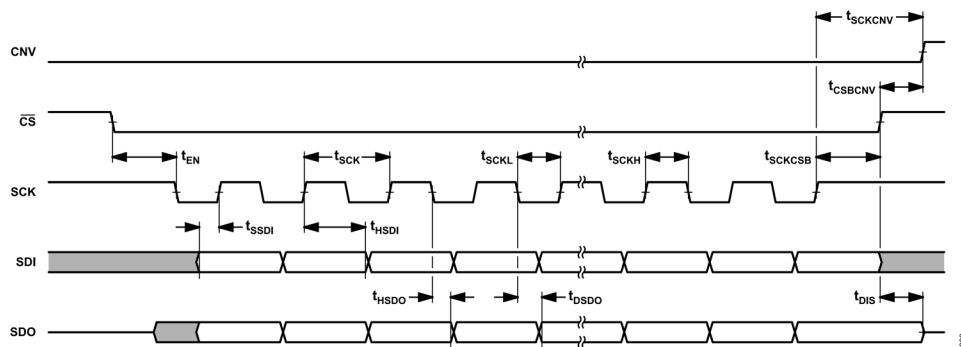 tSCKCNV
CNV
tCSBCNV
CS
tEN
tSCK
tSCKL
tSCKH
tSCKCSB
SCK
tSSDI
tHSDI
SDI
tHSDO
tDSDO
tDIS
SDO